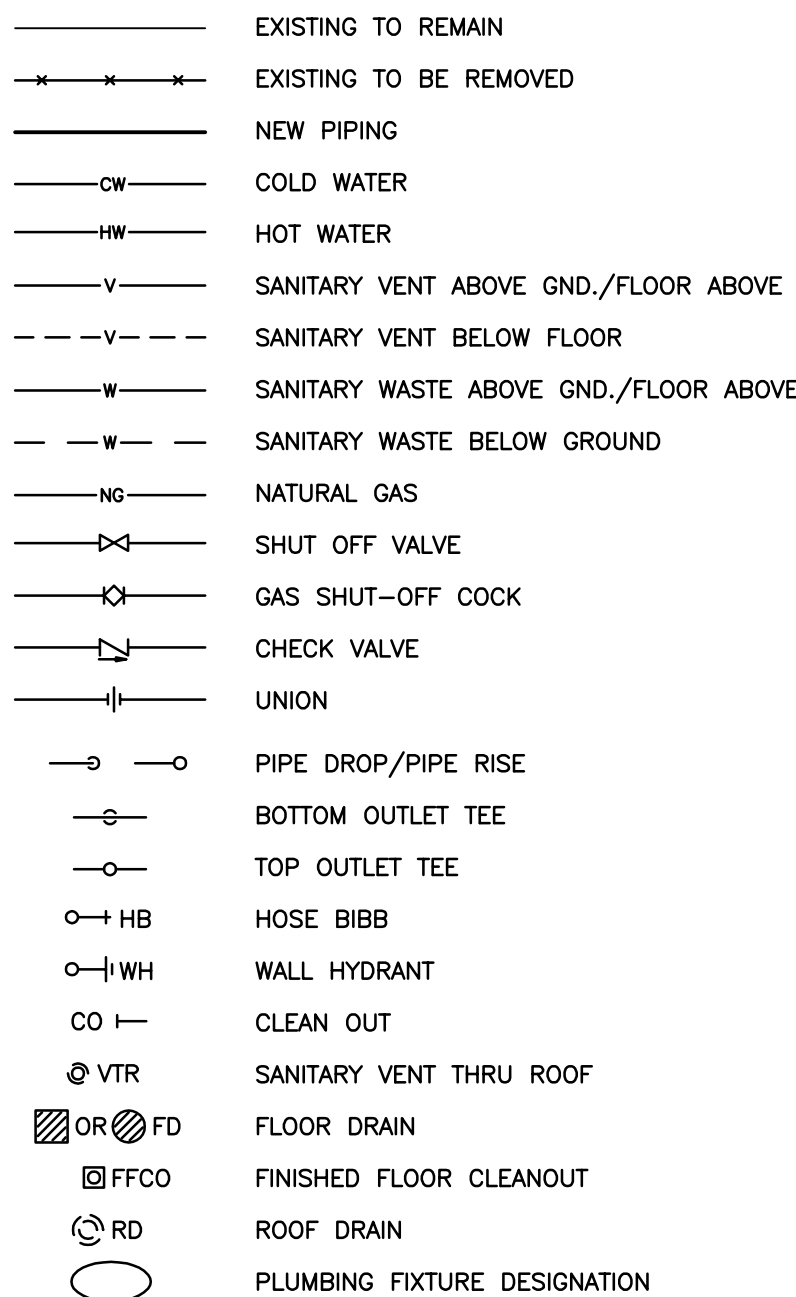 EXISTING TO REMAIN
EXISTING TO BE REMOVED
NEW PIPING
CW COLD WATER
HW HOT WATER
V SANITARY VENT ABOVE GND./FLOOR ABOVE
V SANITARY VENT BELOW FLOOR
W SANITARY WASTE ABOVE GND./FLOOR ABOVE
W SANITARY WASTE BELOW GROUND
NG NATURAL GAS
SHUT OFF VALVE
GAS SHUT-OFF COCK
CHECK VALVE
UNION
PIPE DROP/PIPE RISE
BOTTOM OUTLET TEE
TOP OUTLET TEE
HB HOSE BIBB
WH WALL HYDRANT
CO CLEAN OUT
VTR SANITARY VENT THRU ROOF
OR FD FLOOR DRAIN
FFCO FINISHED FLOOR CLEANOUT
RD ROOF DRAIN
PLUMBING FIXTURE DESIGNATION